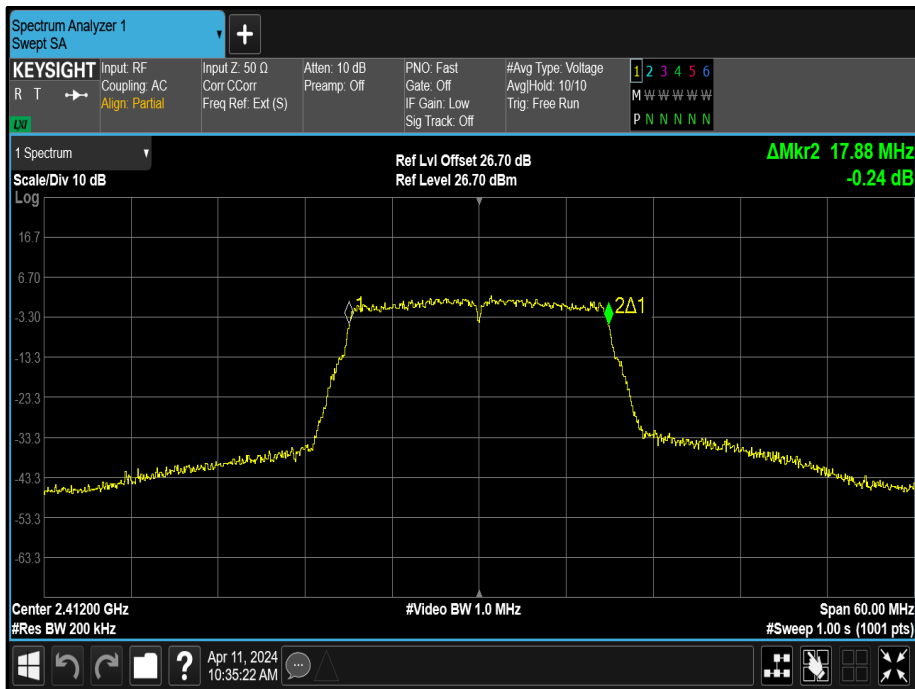 Spectrum Analyzer 1
Swept SA
KEYSIGHT
R T
LXI
Input: RF
Coupling: AC
Align: Partial
Input Z: 50 Ω
Corr CCorr
Freq Ref: Ext (S)
Atten: 10 dB
Preamp: Off
PNO: Fast
Gate: Off
IF Gain: Low
Sig Track: Off
#Avg Type: Voltage
Avg|Hold: 10/10
Trig: Free Run
1 2 3 4 5 6
M W W W W W
P N N N N N
1 Spectrum
Scale/Div 10 dB
Ref Lvl Offset 26.70 dB
Ref Level 26.70 dBm
ΔMkr2 17.88 MHz
-0.24 dB
Log
16.7
6.70
-3.30
-13.3
-23.3
-33.3
-43.3
-53.3
-63.3
1
2Δ1
Center 2.41200 GHz
#Res BW 200 kHz
#Video BW 1.0 MHz
Span 60.00 MHz
#Sweep 1.00 s (1001 pts)
?
Apr 11, 2024
10:35:22 AM